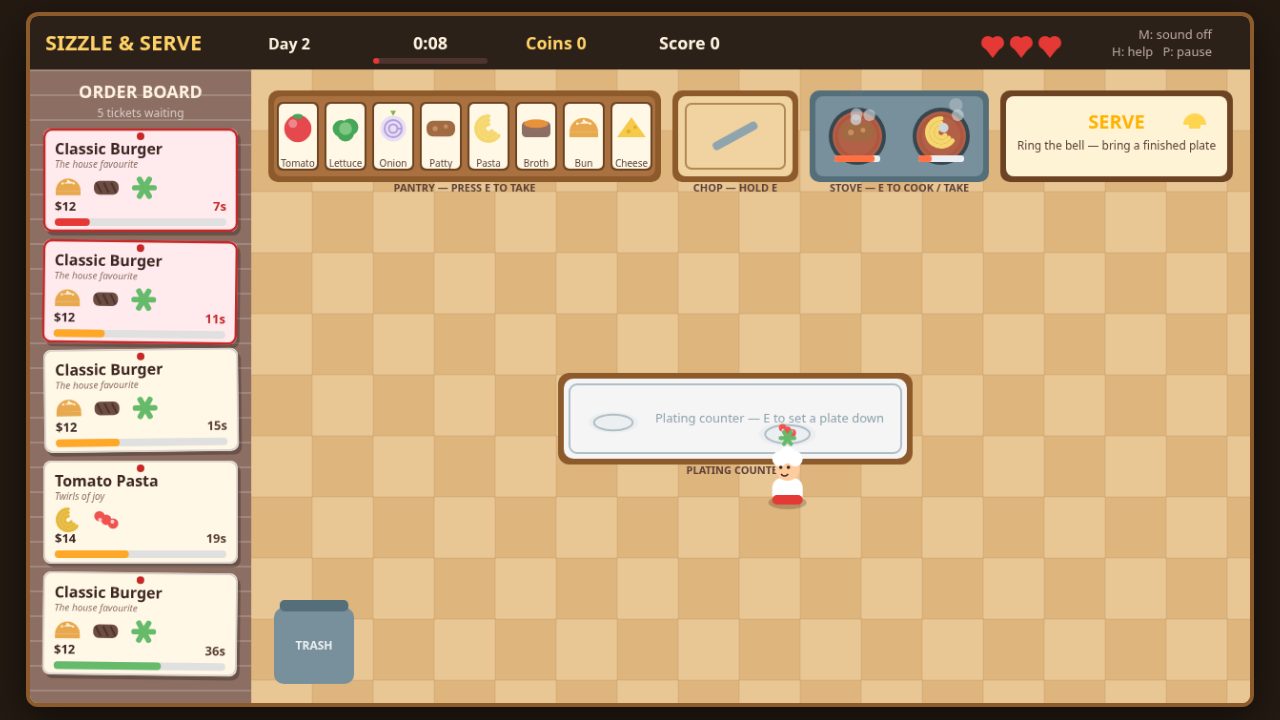 SIZZLE & SERVE
Day 2
0:08
Coins 0
Score 0
M: sound off
H: help P: pause
ORDER BOARD
5 tickets waiting
Classic Burger
The house favourite
$12
7s
Classic Burger
The house favourite
$12
11s
Classic Burger
The house favourite
$12
15s
Tomato Pasta
Twirls of joy
$14
19s
Classic Burger
The house favourite
$12
36s
Tomato
Lettuce
Onion
Patty
Pasta
Broth
Bun
Cheese
PANTRY — PRESS E TO TAKE
CHOP — HOLD E
STOVE — E TO COOK / TAKE
SERVE
Ring the bell — bring a finished plate
Plating counter — E to set a plate down
PLATING COUNTE
TRASH